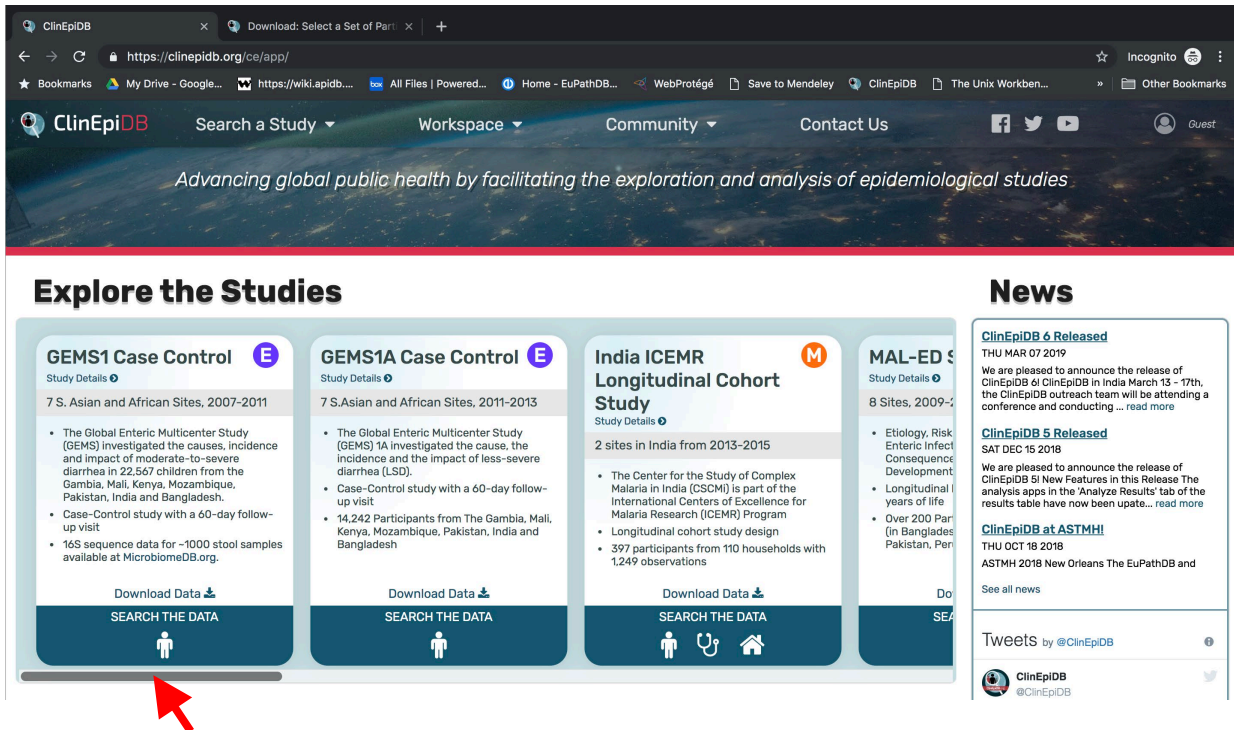 ClinEpiDB
Download: Select a Set of Part
https://clinepidb.org/ce/app/
Incognito
Bookmarks
My Drive - Google...
https://wiki.apidb....
box
All Files | Powered...
Home - EuPathDB...
WebProtégé
Save to Mendeley
ClinEpiDB
The Unix Workben...
»
Other Bookmarks
ClinEpiDB
Search a Study
Workspace
Community
Contact Us
Guest
Advancing global public health by facilitating the exploration and analysis of epidemiological studies
Explore the Studies
GEMS1 Case Control
E
Study Details
7 S. Asian and African Sites, 2007-2011
• The Global Enteric Multicenter Study
(GEMS) investigated the causes, incidence
and impact of moderate-to-severe
diarrhea in 22,567 children from the
Gambia, Mali, Kenya, Mozambique,
Pakistan, India and Bangladesh.
• Case-Control study with a 60-day follow-
up visit
• 16S sequence data for ~1000 stool samples
available at MicrobiomeDB.org.
Download Data
SEARCH THE DATA
GEMS1A Case Control
E
Study Details
7 S.Asian and African Sites, 2011-2013
• The Global Enteric Multicenter Study
(GEMS) 1A investigated the cause, the
incidence and the impact of less-severe
diarrhea (LSD).
• Case-Control study with a 60-day follow-
up visit
• 14,242 Participants from The Gambia, Mali,
Kenya, Mozambique, Pakistan, India and
Bangladesh
Download Data
SEARCH THE DATA
India ICEMR
Longitudinal Cohort
Study
M
Study Details
2 sites in India from 2013-2015
• The Center for the Study of Complex
Malaria in India (CSCMi) is part of the
International Centers of Excellence for
Malaria Research (ICEMR) Program
• Longitudinal cohort study design
• 397 participants from 110 households with
1,249 observations
Download Data
SEARCH THE DATA
MAL-ED S
Study Details
8 Sites, 2009-2
• Etiology, Risk
Enteric Infect
Consequence
Development
• Longitudinal
years of life
• Over 200 Par
(in Banglades
Pakistan, Per
Do
SEA
News
ClinEpiDB 6 Released
THU MAR 07 2019
We are pleased to announce the release of
ClinEpiDB 6! ClinEpiDB in India March 13 - 17th,
the ClinEpiDB outreach team will be attending a
conference and conducting ... read more
ClinEpiDB 5 Released
SAT DEC 15 2018
We are pleased to announce the release of
ClinEpiDB 5! New Features in this Release The
analysis apps in the 'Analyze Results' tab of the
results table have now been upate... read more
ClinEpiDB at ASTMH!
THU OCT 18 2018
ASTMH 2018 New Orleans The EuPathDB and
See all news
Tweets by @ClinEpiDB
ClinEpiDB
@ClinEpiDB